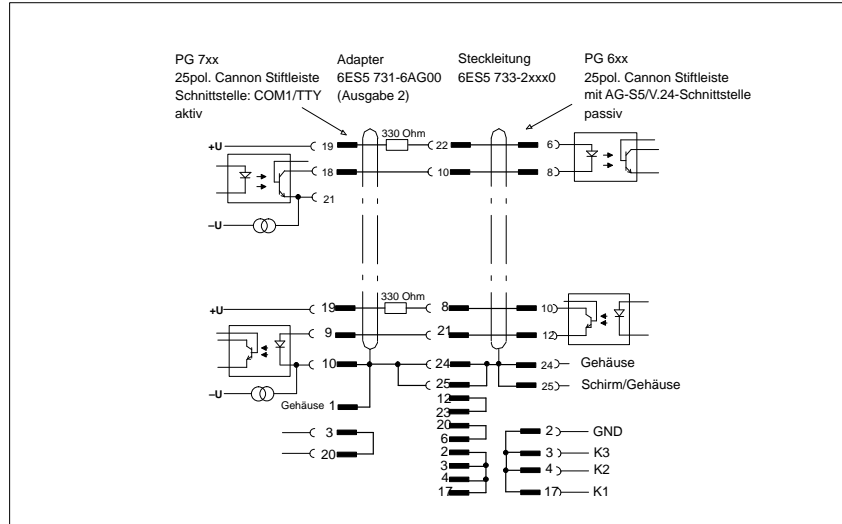 PG 7xx
25pol. Cannon Stiftleiste
Schnittstelle: COM1/TTY
aktiv
Adapter
6ES5 731-6AG00
(Ausgabe 2)
Steckleitung
6ES5 733-2xxx0
PG 6xx
25pol. Cannon Stiftleiste
mit AG-S5/V.24-Schnittstelle
passiv
+U 19 330 Ohm 22 6
18 10 8
21
–U
+U 19 330 Ohm 8 10
9 21 12
10 24 24 Gehäuse
25 25 Schirm/Gehäuse
–U
Gehäuse 1
12
23
3 20
20 6
2 2 GND
3 3 K3
4 4 K2
17 17 K1